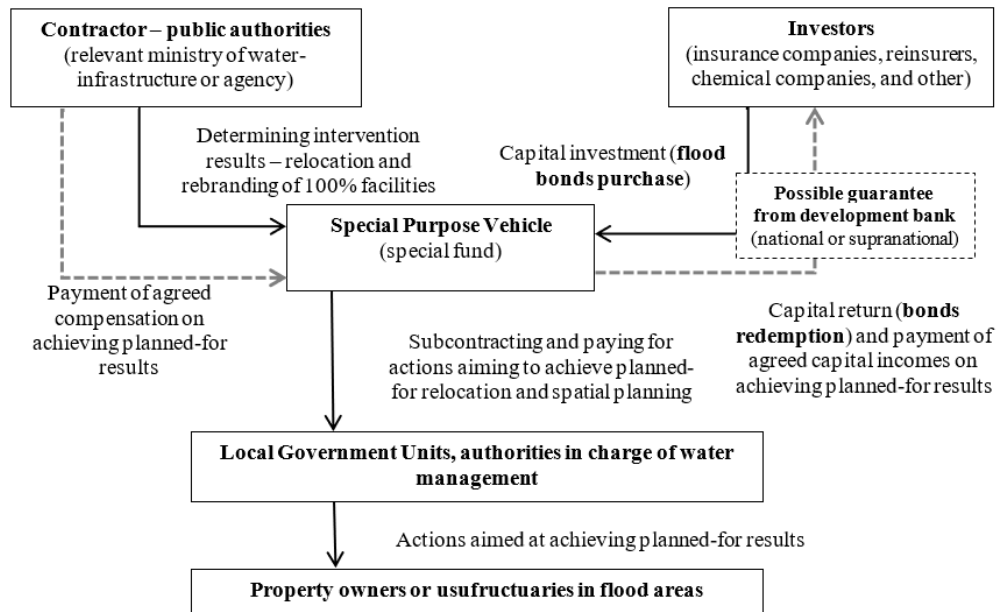 Contractor – public authorities
(relevant ministry of water-
infrastructure or agency)
Investors
(insurance companies, reinsurers,
chemical companies, and other)
Determining intervention
results – relocation and
rebranding of 100% facilities
Capital investment (flood
bonds purchase)
Possible guarantee
from development bank
(national or supranational)
Special Purpose Vehicle
(special fund)
Payment of agreed
compensation on
achieving planned-for
results
Subcontracting and paying for
actions aiming to achieve planned-
for relocation and spatial planning
Capital return (bonds
redemption) and payment of
agreed capital incomes on
achieving planned-for results
Local Government Units, authorities in charge of water
management
Actions aimed at achieving planned-for results
Property owners or usufructuaries in flood areas